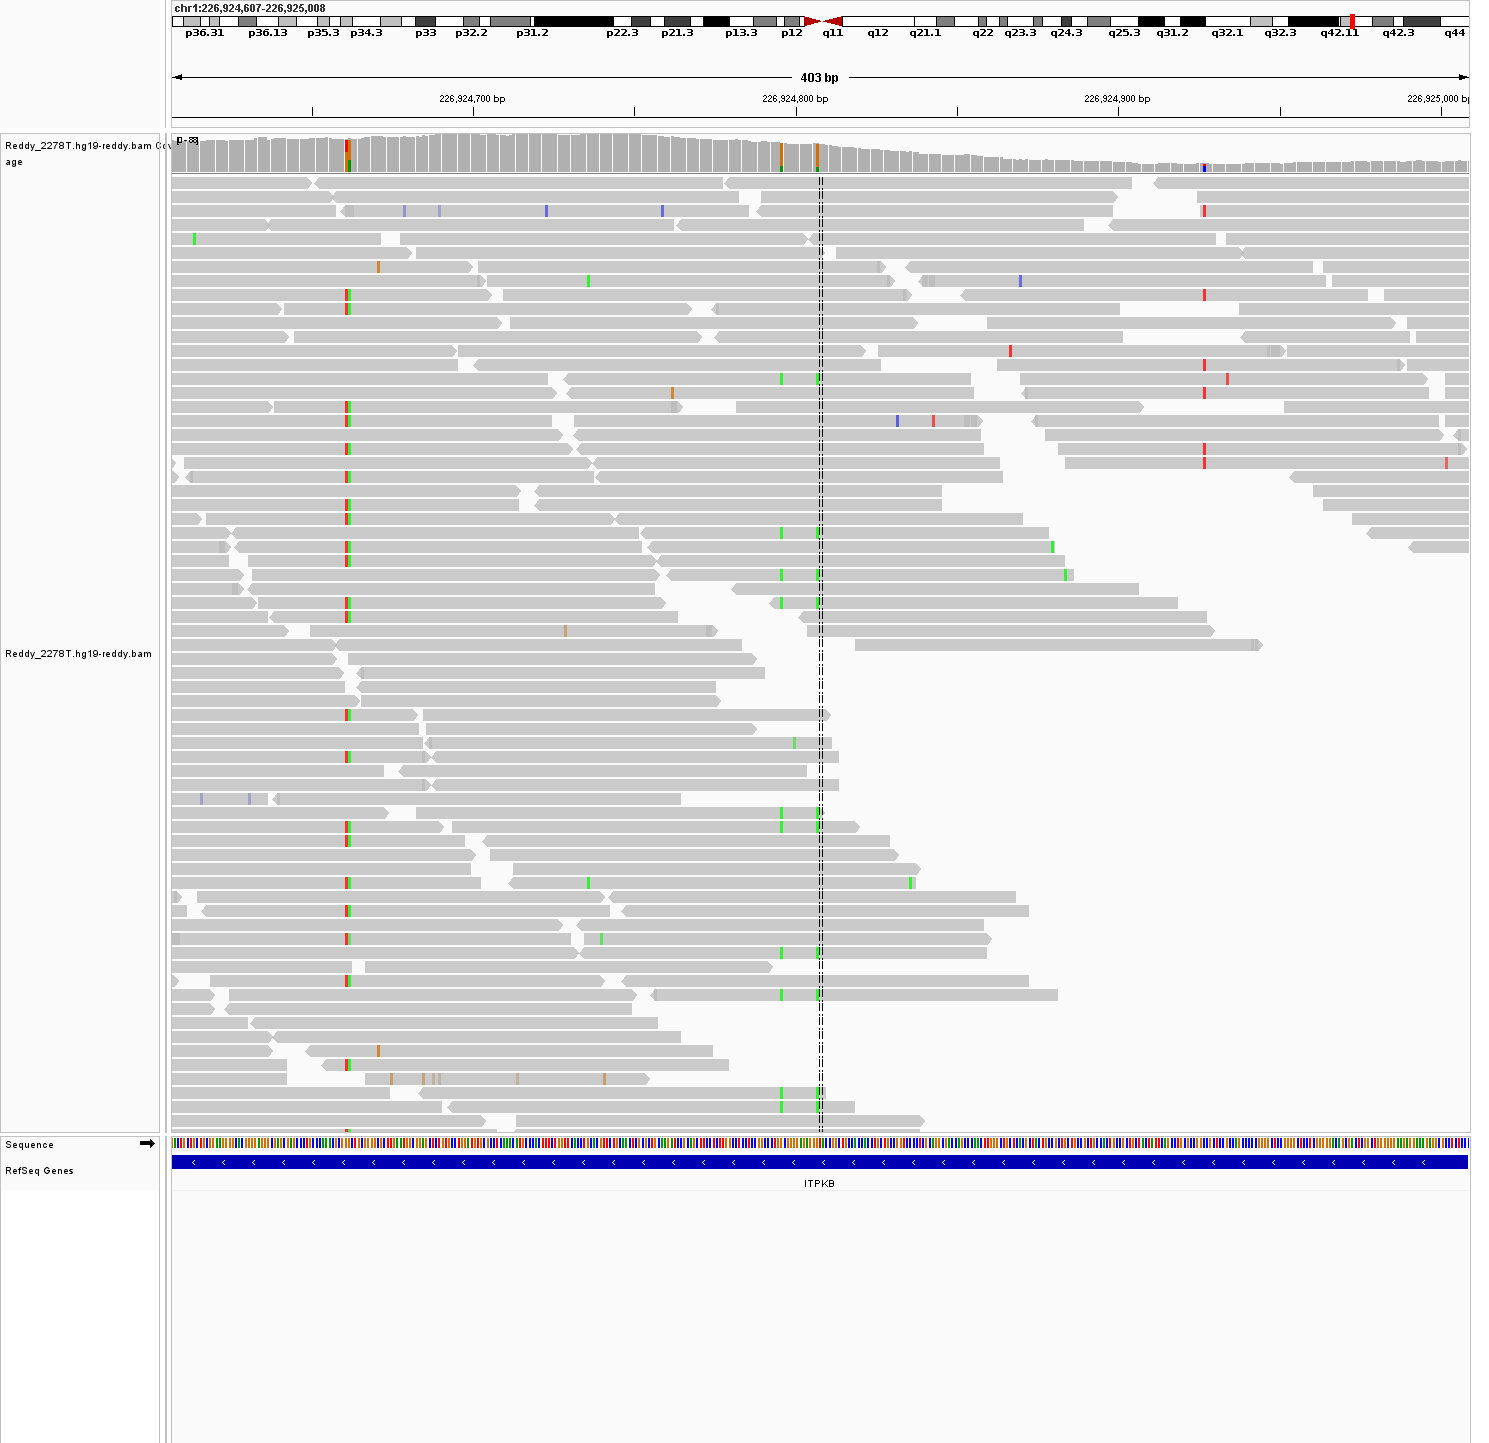 chr1:226,924,607-226,925,008
p36.31 p36.13 p35.3 p34.3 p33 p32.2 p31.2 p22.3 p21.3 p13.3 p12 q11 q12 q21.1 q22 q23.3 q24.3 q25.3 q31.2 q32.1 q32.3 q42.11 q42.3 q44
403 bp
226,924,700 bp 226,924,800 bp 226,924,900 bp 226,925,000 bp
Reddy_2278T.hg19-reddy.bam Cov
age
Reddy_2278T.hg19-reddy.bam
Sequence
RefSeq Genes
ITPKB